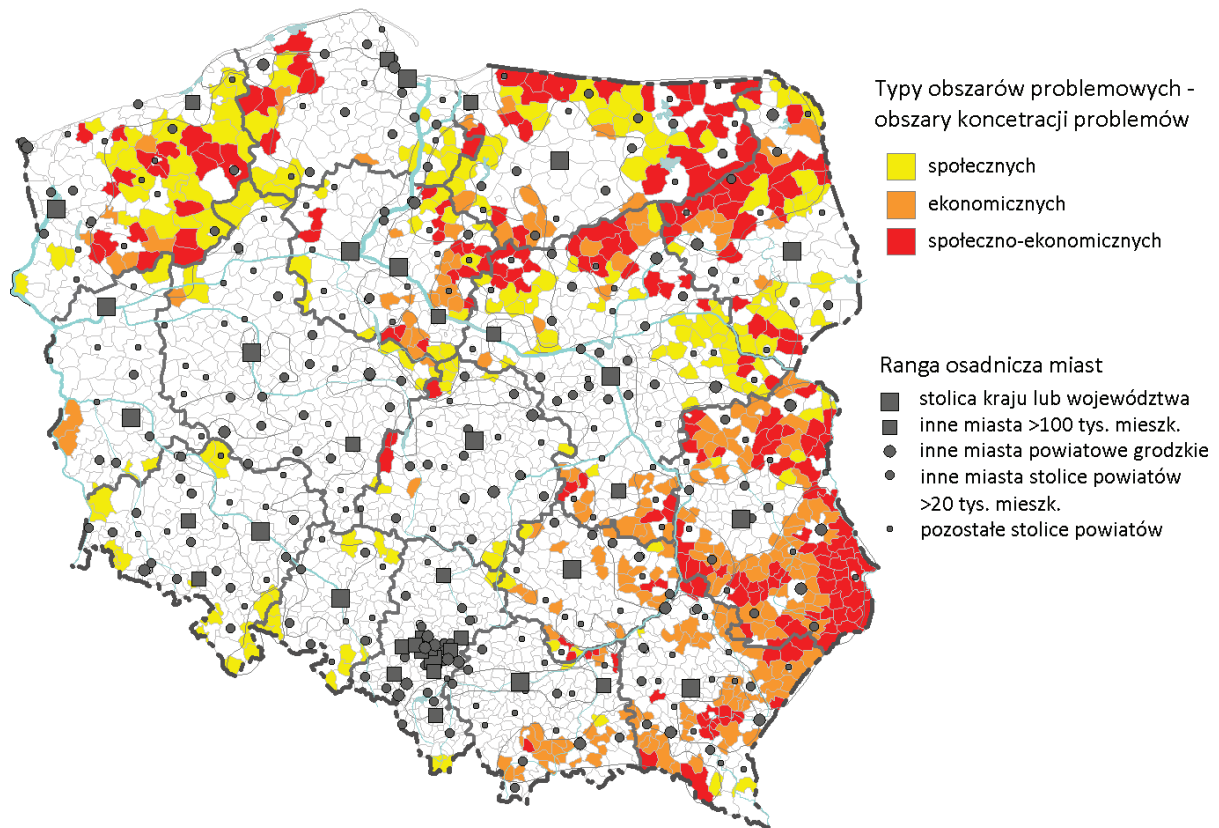 Typy obszarów problemowych -
obszary koncetracji problemów
społecznych
ekonomicznych
społeczno-ekonomicznych
Ranga osadnicza miast
stolica kraju lub województwa
inne miasta >100 tys. mieszk.
inne miasta powiatowe grodzkie
inne miasta stolice powiatów
>20 tys. mieszk.
pozostałe stolice powiatów